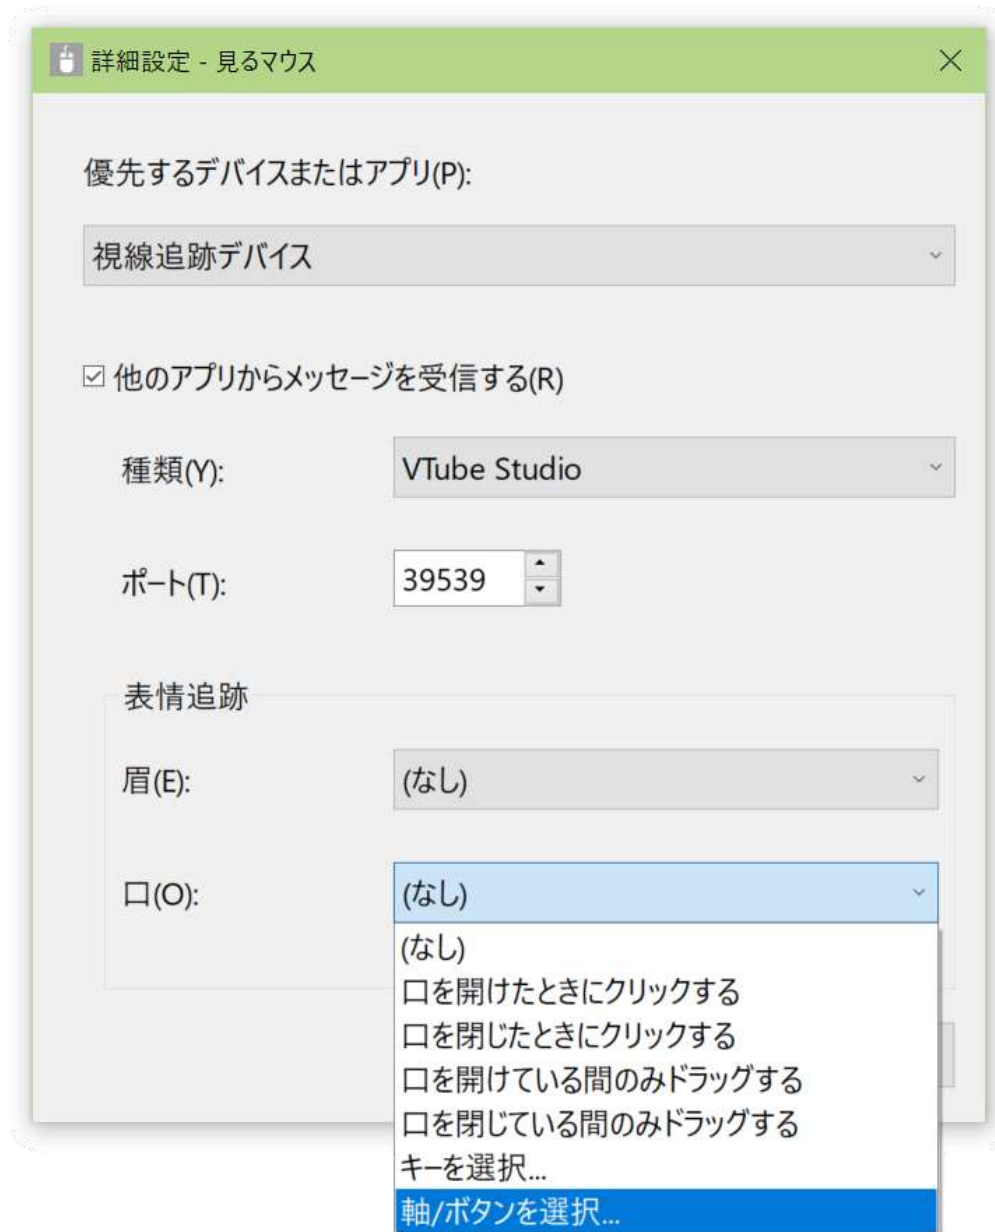 詳細設定 - 見るマウス
優先するデバイスまたはアプリ(P):
視線追跡デバイス
他のアプリからメッセージを受信する(R)
種類(Y):
VTube Studio
ポート(T):
39539
表情追跡
眉(E):
(なし)
口(O):
(なし)
(なし)
口を開けたときにクリックする
口を閉じたときにクリックする
口を開けている間のみドラッグする
口を閉じている間のみドラッグする
キーを選択...
軸/ボタンを選択...